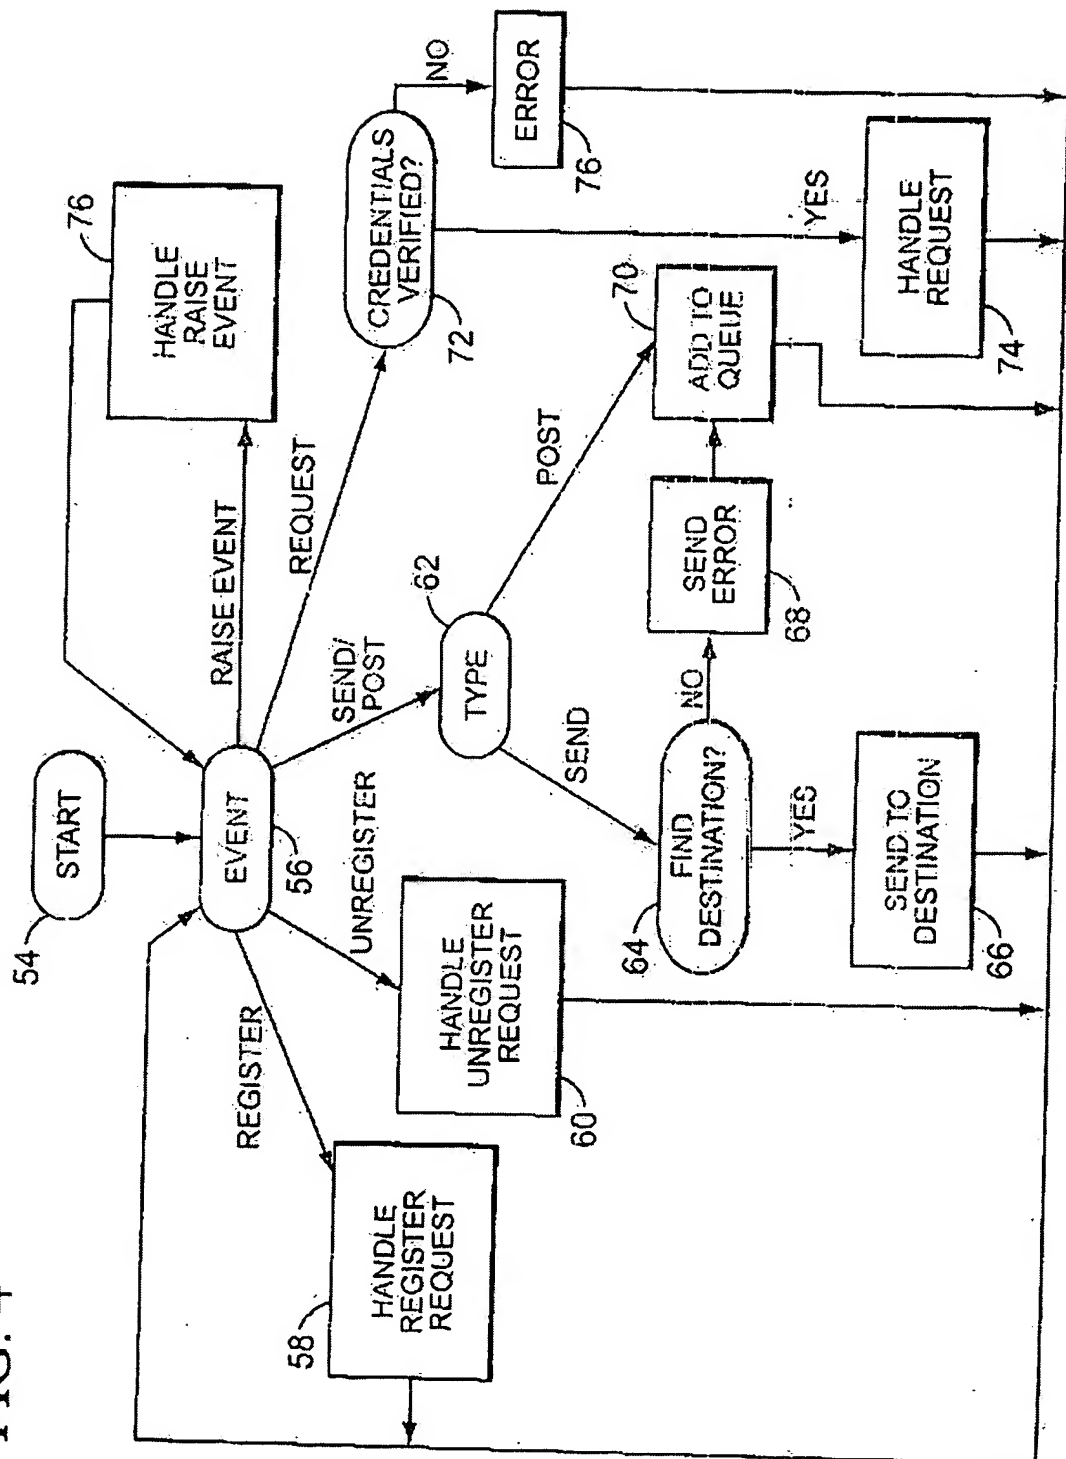 FIG. 4
54
START
EVENT
56
REGISTER
UNREGISTER
SEND/
POST
REQUEST
RAISE EVENT
HANDLE
RAISE
EVENT
76
58
HANDLE
REGISTER
REQUEST
HANDLE
UNREGISTER
REQUEST
60
TYPE
62
SEND
POST
64
FIND
DESTINATION?
NO
YES
SEND
ERROR
68
ADD TO
QUEUE
70
SEND TO
DESTINATION
66
CREDENTIALS
VERIFIED?
72
NO
YES
ERROR
76
HANDLE
REQUEST
74